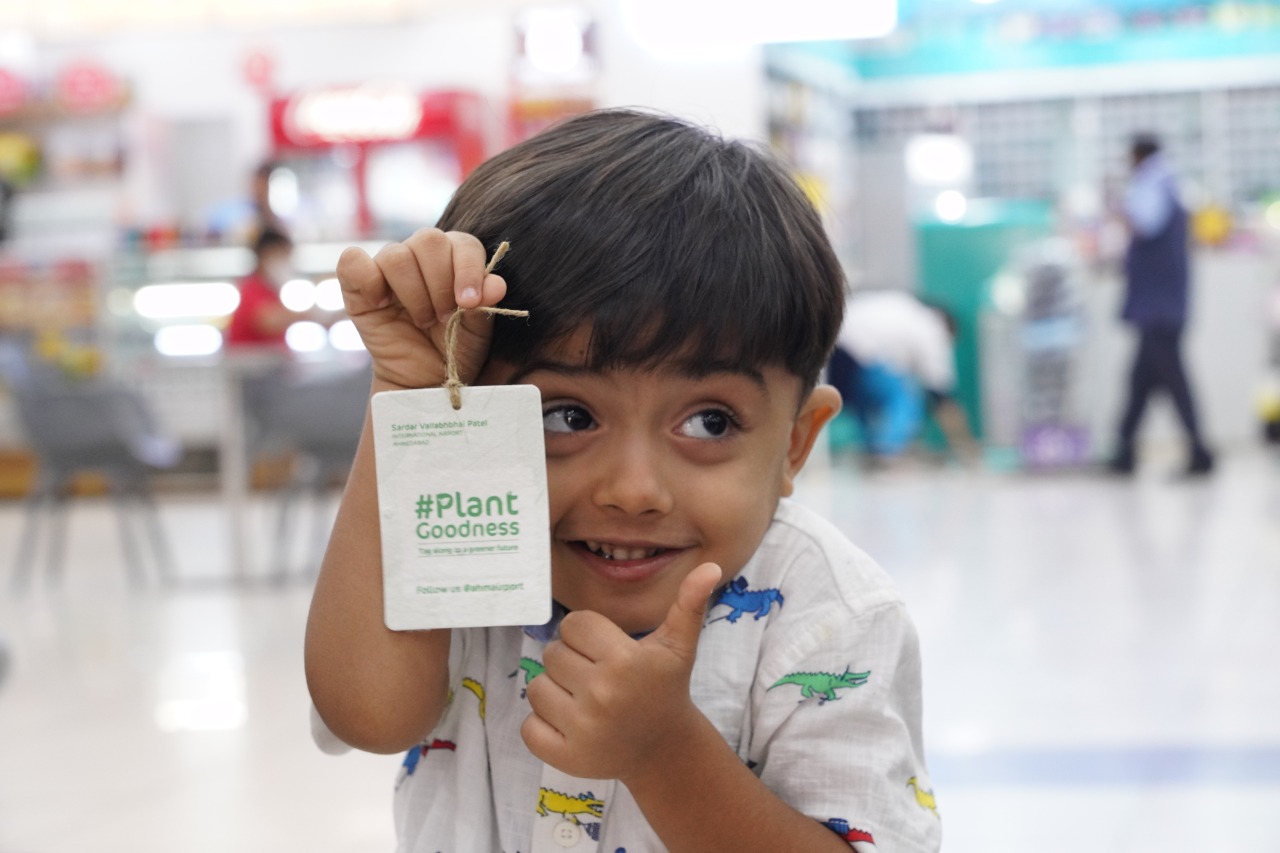 Sardar Vallabhbhai Patel
INTERNATIONAL AIRPORT
AHMEDABAD
#Plant
Goodness
Tag along to a greener future
Follow us @ahmairport